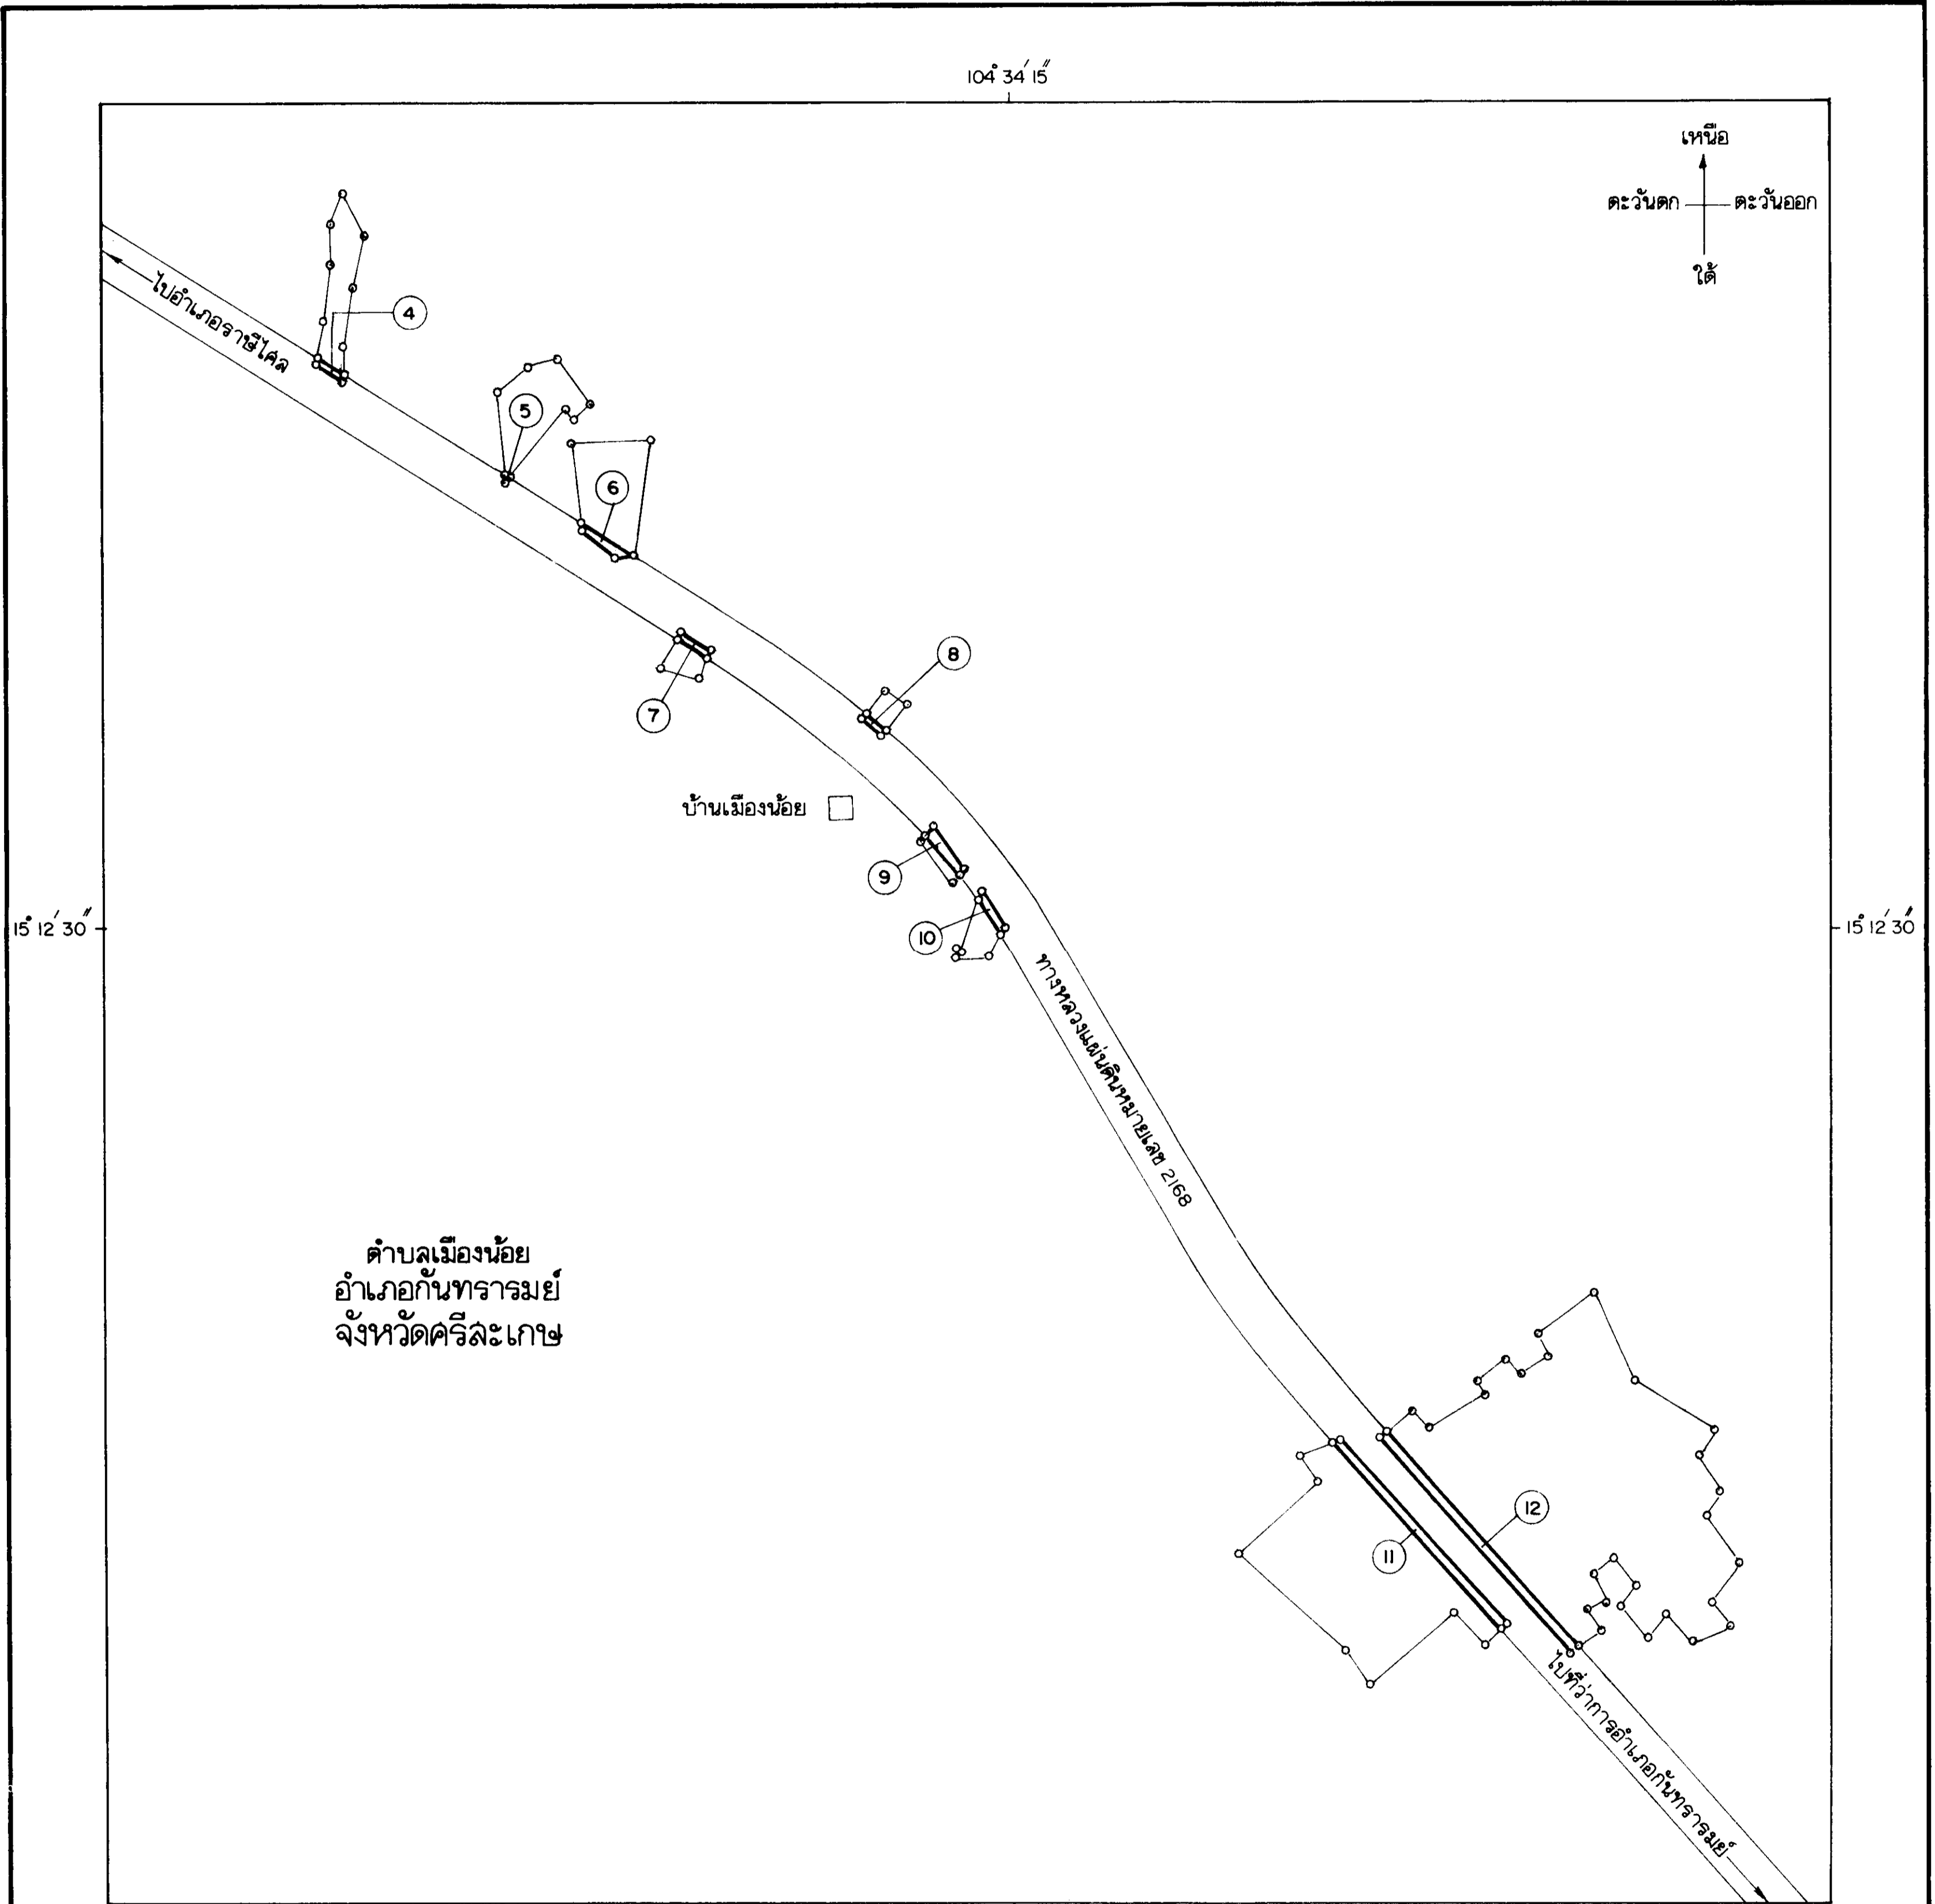 104° 34′ 15″
เหนือ
ตะวันตก ตะวันออก
ใต้
ไปอำเภอราษีไศล
4
5
6
7
8
บ้านเมืองน้อย
9
10
15° 12′ 30″
15° 12′ 30″
ทางหลวงแผ่นดินหมายเลข 2168
ตำบลเมืองน้อย
อำเภอกันทรารมย์
จังหวัดศรีสะเกษ
12
11
ไปที่ว่าการอำเภอกันทรารมย์